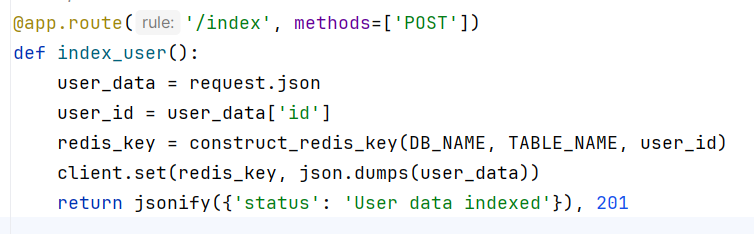 @app.route( rule: '/index', methods=['POST'])
def index_user():
    user_data = request.json
    user_id = user_data['id']
    redis_key = construct_redis_key(DB_NAME, TABLE_NAME, user_id)
    client.set(redis_key, json.dumps(user_data))
    return jsonify({'status': 'User data indexed'}), 201